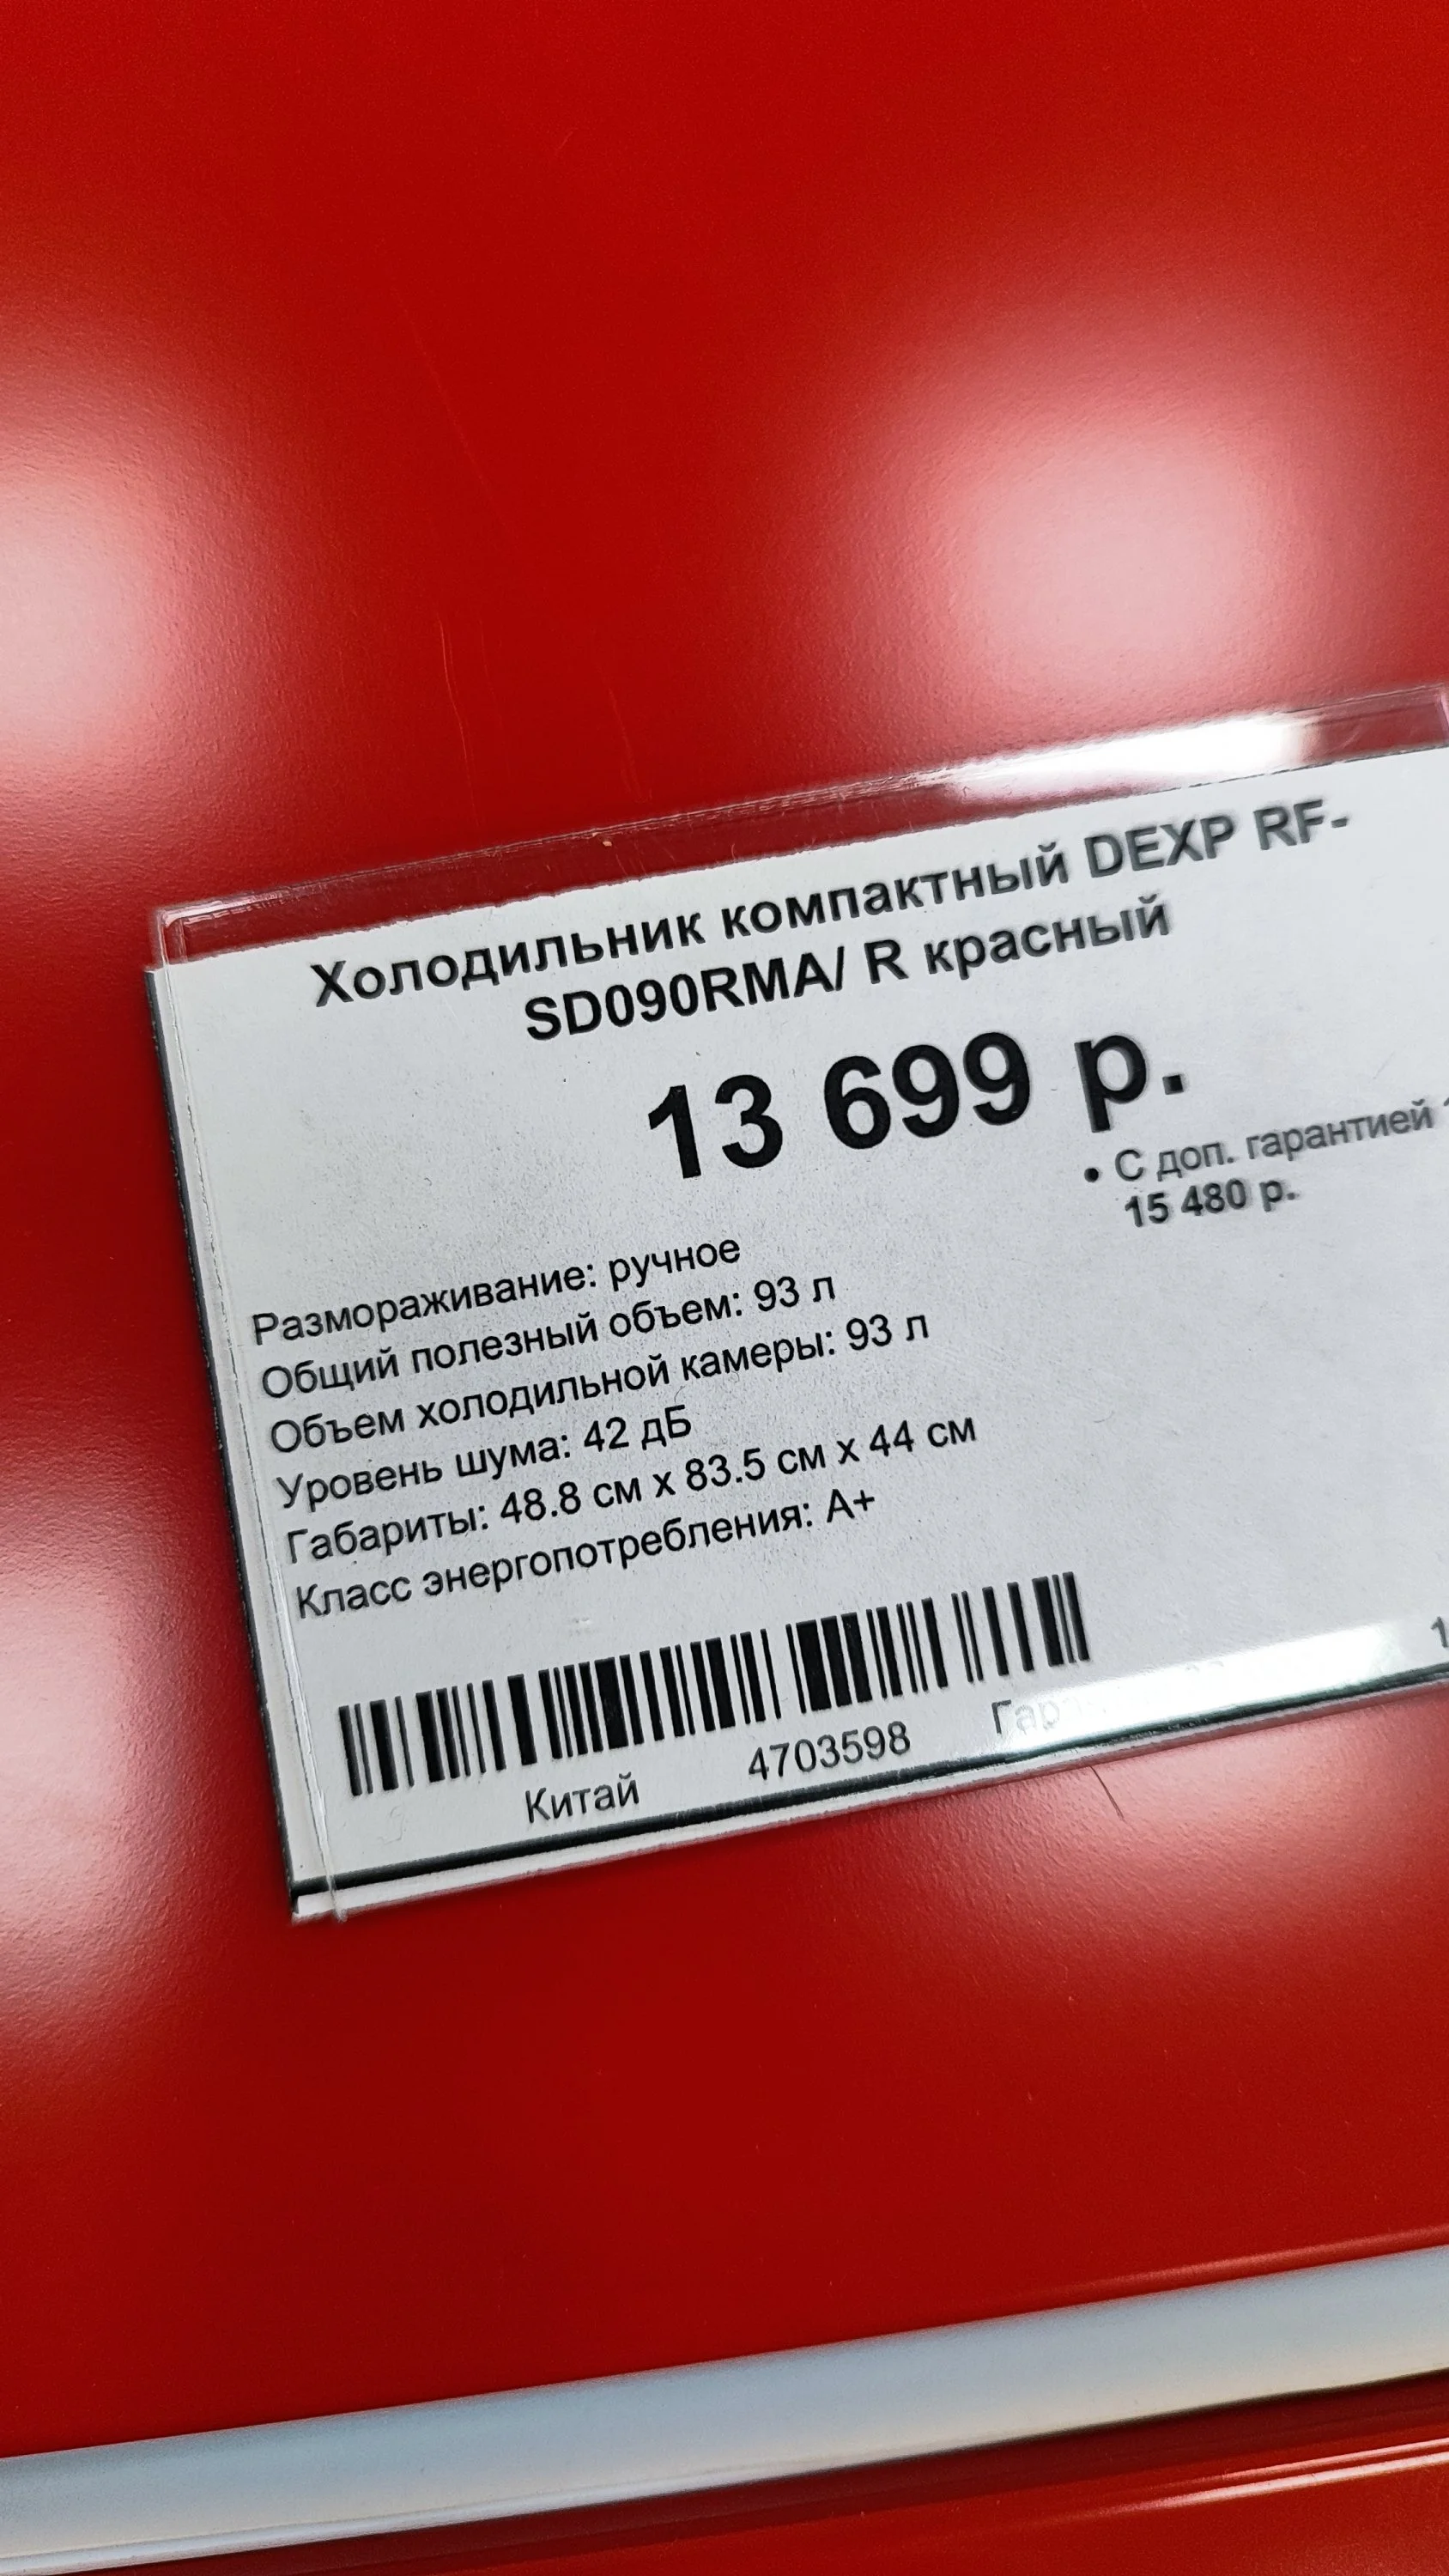 Холодильник компактный DEXP RF-
SD090RMA/ R красный
13 699 р.
• С доп. гарантией
15 480 р.
Размораживание: ручное
Общий полезный объем: 93 л
Объем холодильной камеры: 93 л
Уровень шума: 42 дБ
Габариты: 48.8 см x 83.5 см x 44 см
Класс энергопотребления: A+
Китай 4703598